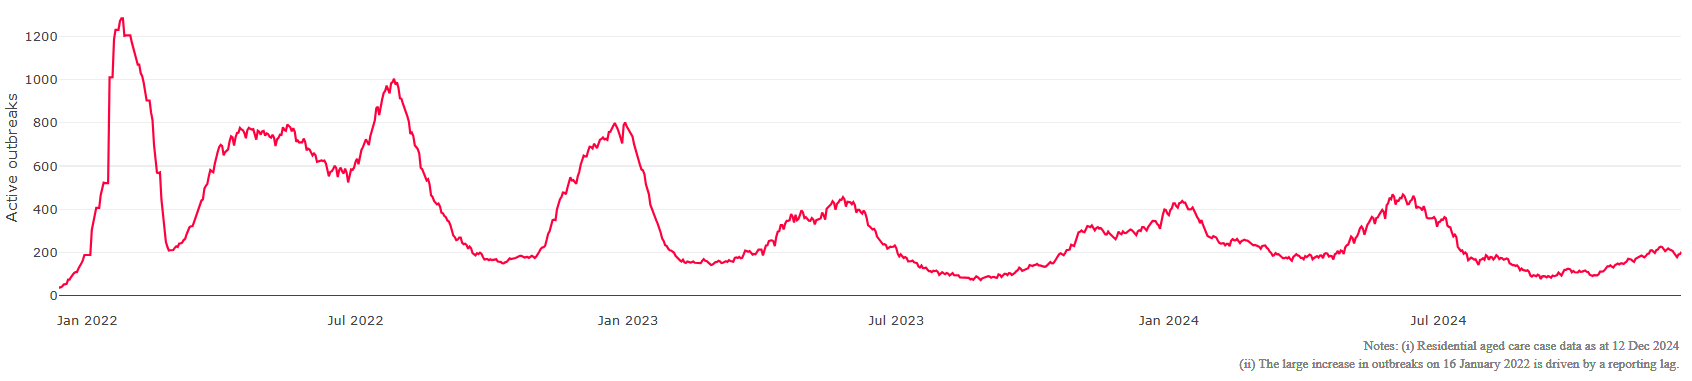 Active outbreaks
1200
1000
800
600
400
200
0
Jan 2022 Jul 2022 Jan 2023 Jul 2023 Jan 2024 Jul 2024
Notes: (i) Residential aged care case data as at 12 Dec 2024
(ii) The large increase in outbreaks on 16 January 2022 is driven by a reporting lag.